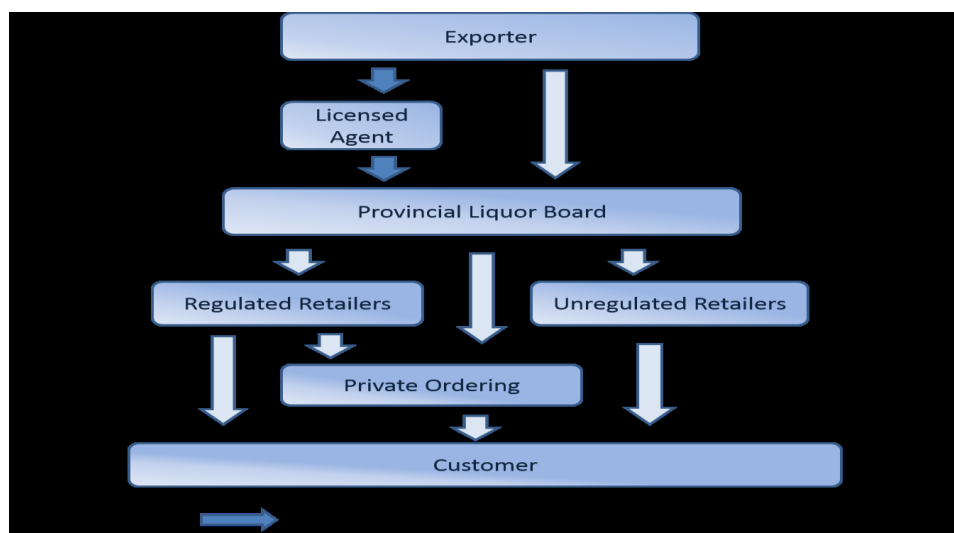 Exporter
Licensed
Agent
Provincial Liquor Board
Regulated Retailers
Unregulated Retailers
Private Ordering
Customer